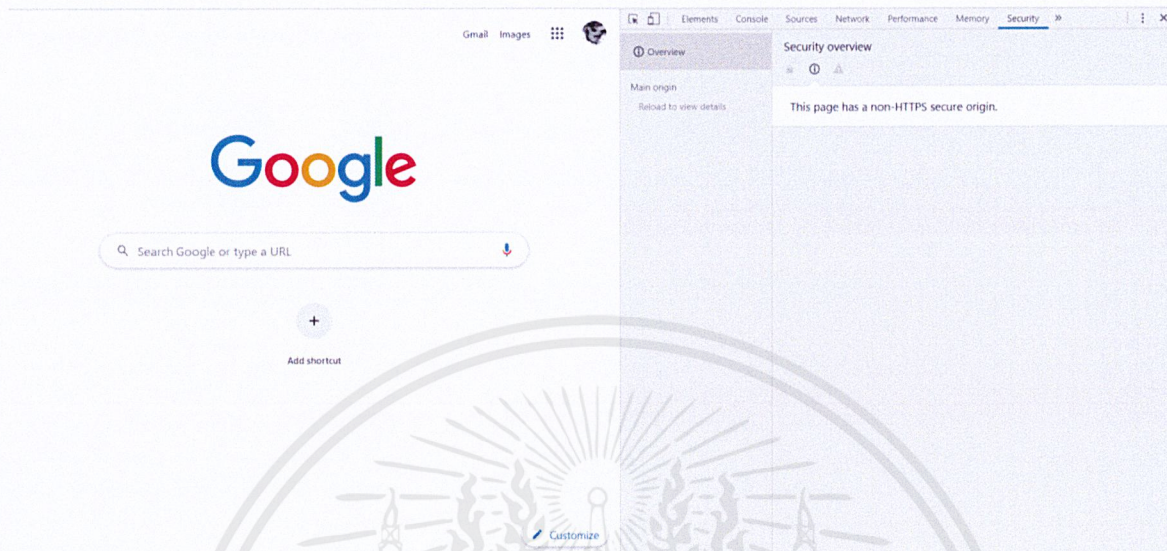 Gmail Images
Google
Search Google or type a URL
Add shortcut
Customize
Elements Console Sources Network Performance Memory Security »
Overview
Main origin
Reload to view details
Security overview
This page has a non-HTTPS secure origin.